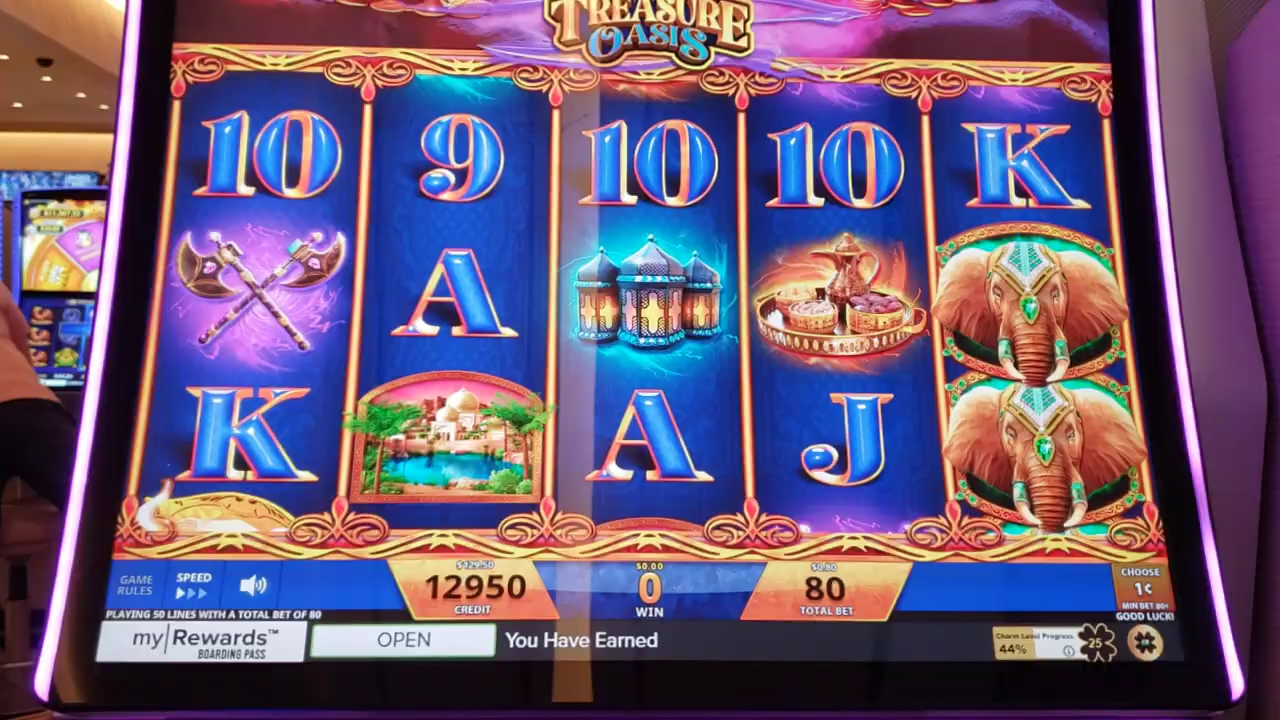 TREASURE
OASIS
10 9 10 10 K
A
K A J
GAME
RULES
SPEED
$129.50
12950
CREDIT
$0.00
0
WIN
$0.80
80
TOTAL BET
CHOOSE
1¢
MIN BET 80¢
GOOD LUCK!
PLAYING 50 LINES WITH A TOTAL BET OF 80
my|Rewards™
BOARDING PASS
OPEN
You Have Earned
Charm Level Progress
44%
25